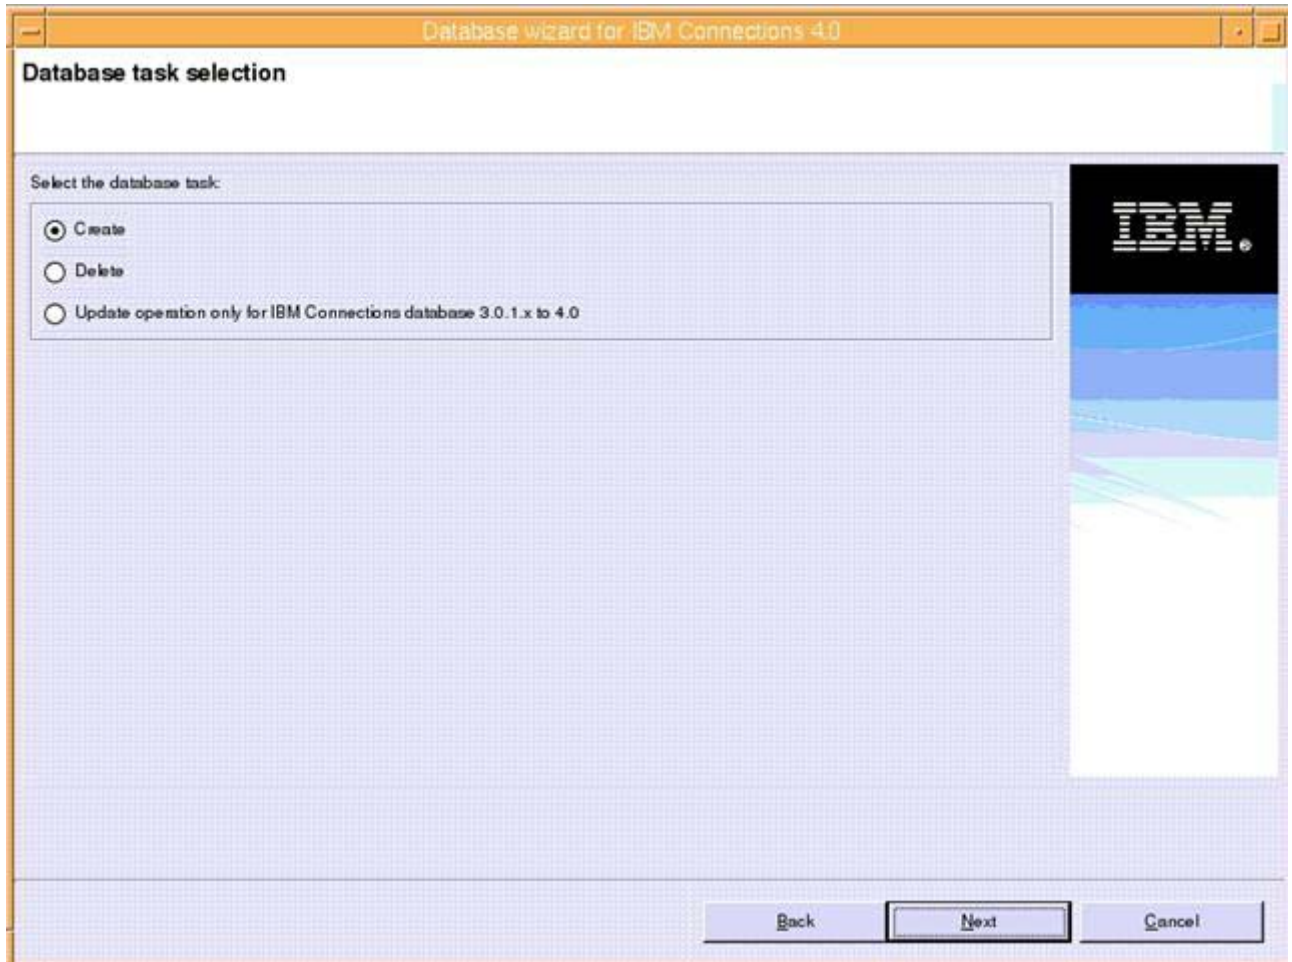 Database wizard for IBM Connections 4.0
Database task selection
Select the database task:
Create
Delete
Update operation only for IBM Connections database 3.0.1.x to 4.0
IBM®
Back
Next
Cancel